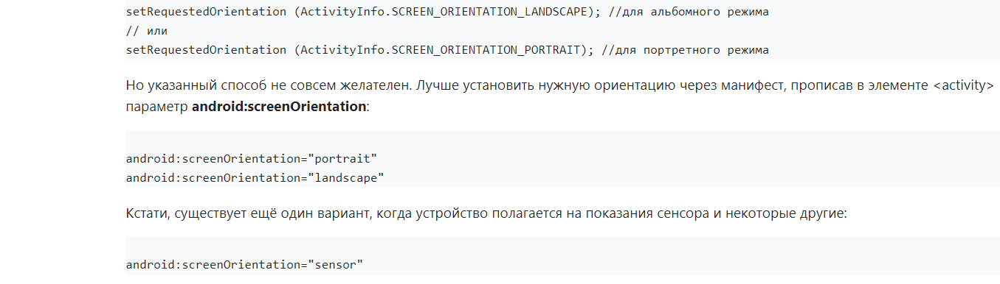 setRequestedOrientation (ActivityInfo.SCREEN_ORIENTATION_LANDSCAPE); //для альбомного режима
// или
setRequestedOrientation (ActivityInfo.SCREEN_ORIENTATION_PORTRAIT); //для портретного режима
Но указанный способ не совсем желателен. Лучше установить нужную ориентацию через манифест, прописав в элементе <activity>
параметр android:screenOrientation:
android:screenOrientation="portrait"
android:screenOrientation="landscape"
Кстати, существует ещё один вариант, когда устройство полагается на показания сенсора и некоторые другие:
android:screenOrientation="sensor"